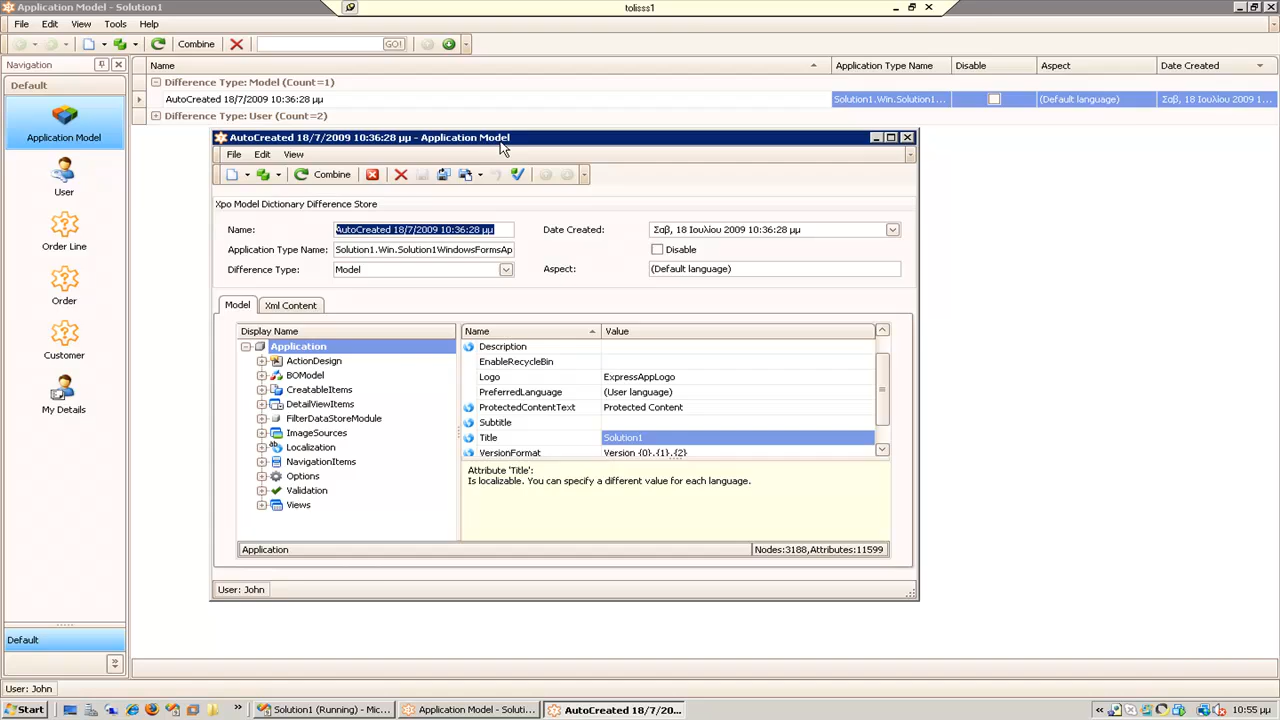 Application Model - Solution1
tolisss1
File Edit View Tools Help
Combine GO!
Navigation
Default
Application Model
User
Order Line
Order
Customer
My Details
Default
Name Application Type Name Disable Aspect Date Created
Difference Type: Model (Count=1)
AutoCreated 18/7/2009 10:36:28 μμ Solution1.Win.Solution1... (Default language) Σαβ, 18 Ιουλίου 2009 1...
Difference Type: User (Count=2)
AutoCreated 18/7/2009 10:36:28 μμ - Application Model
File Edit View
Combine
Xpo Model Dictionary Difference Store
Name: AutoCreated 18/7/2009 10:36:28 μμ Date Created: Σαβ, 18 Ιουλίου 2009 10:36:28 μμ
Application Type Name: Solution1.Win.Solution1WindowsFormsAp Disable
Difference Type: Model Aspect: (Default language)
Model Xml Content
Display Name
Application
ActionDesign
BOModel
CreatableItems
DetailViewItems
FilterDataStoreModule
ImageSources
Localization
NavigationItems
Options
Validation
Views
Name Value
Description
EnableRecycleBin
Logo ExpressAppLogo
PreferredLanguage (User language)
ProtectedContentText Protected Content
Subtitle
Title Solution1
VersionFormat Version {0}.{1}.{2}
Attribute 'Title':
Is localizable. You can specify a different value for each language.
Application Nodes:3188,Attributes:11599
User: John
User: John
Start » Solution1 (Running) - Mic... Application Model - Soluti... AutoCreated 18/7/20... « 10:55 μμ